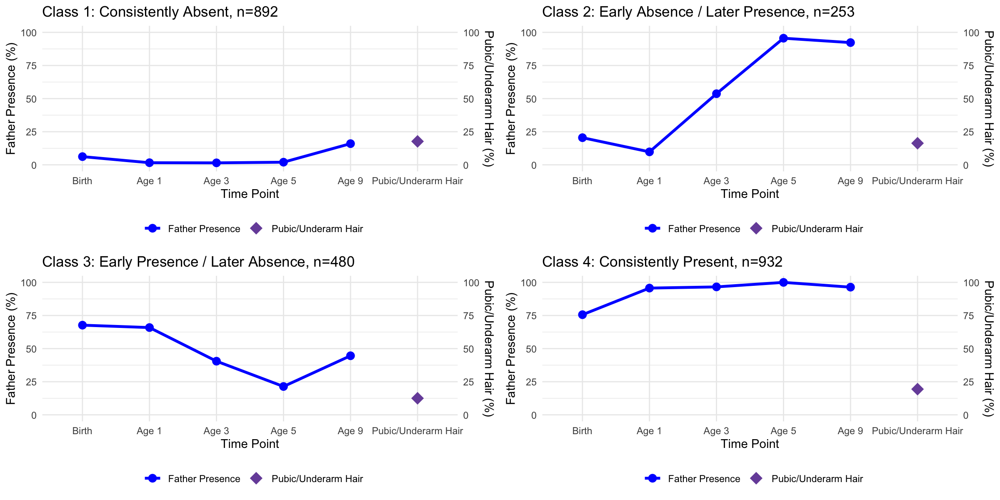 Class 1: Consistently Absent, n=892
Father Presence (%)
100
75
50
25
0
100
75
50
25
0
Pubic/Underarm Hair (%)
Birth Age 1 Age 3 Age 5 Age 9 Pubic/Underarm Hair
Time Point
Father Presence Pubic/Underarm Hair
Class 2: Early Absence / Later Presence, n=253
Father Presence (%)
100
75
50
25
0
100
75
50
25
0
Pubic/Underarm Hair (%)
Birth Age 1 Age 3 Age 5 Age 9 Pubic/Underarm Hair
Time Point
Father Presence Pubic/Underarm Hair
Class 3: Early Presence / Later Absence, n=480
Father Presence (%)
100
75
50
25
0
100
75
50
25
0
Pubic/Underarm Hair (%)
Birth Age 1 Age 3 Age 5 Age 9 Pubic/Underarm Hair
Time Point
Father Presence Pubic/Underarm Hair
Class 4: Consistently Present, n=932
Father Presence (%)
100
75
50
25
0
100
75
50
25
0
Pubic/Underarm Hair (%)
Birth Age 1 Age 3 Age 5 Age 9 Pubic/Underarm Hair
Time Point
Father Presence Pubic/Underarm Hair